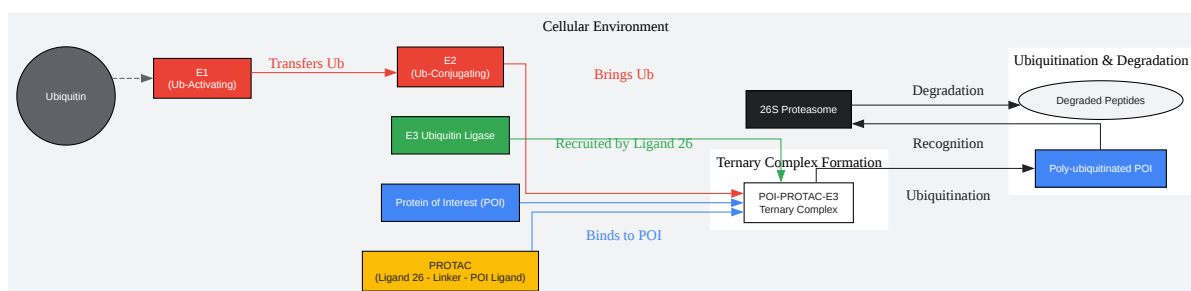 Cellular Environment
Ubiquitin
E1
(Ub-Activating)
Transfers Ub
E2
(Ub-Conjugating)
Brings Ub
E3 Ubiquitin Ligase
Recruited by Ligand 26
Protein of Interest (POI)
Binds to POI
PROTAC
(Ligand 26 - Linker - POI Ligand)
Ternary Complex Formation
POI-PROTAC-E3
Ternary Complex
26S Proteasome
Degradation
Recognition
Ubiquitination
Ubiquitination & Degradation
Degraded Peptides
Poly-ubiquitinated POI